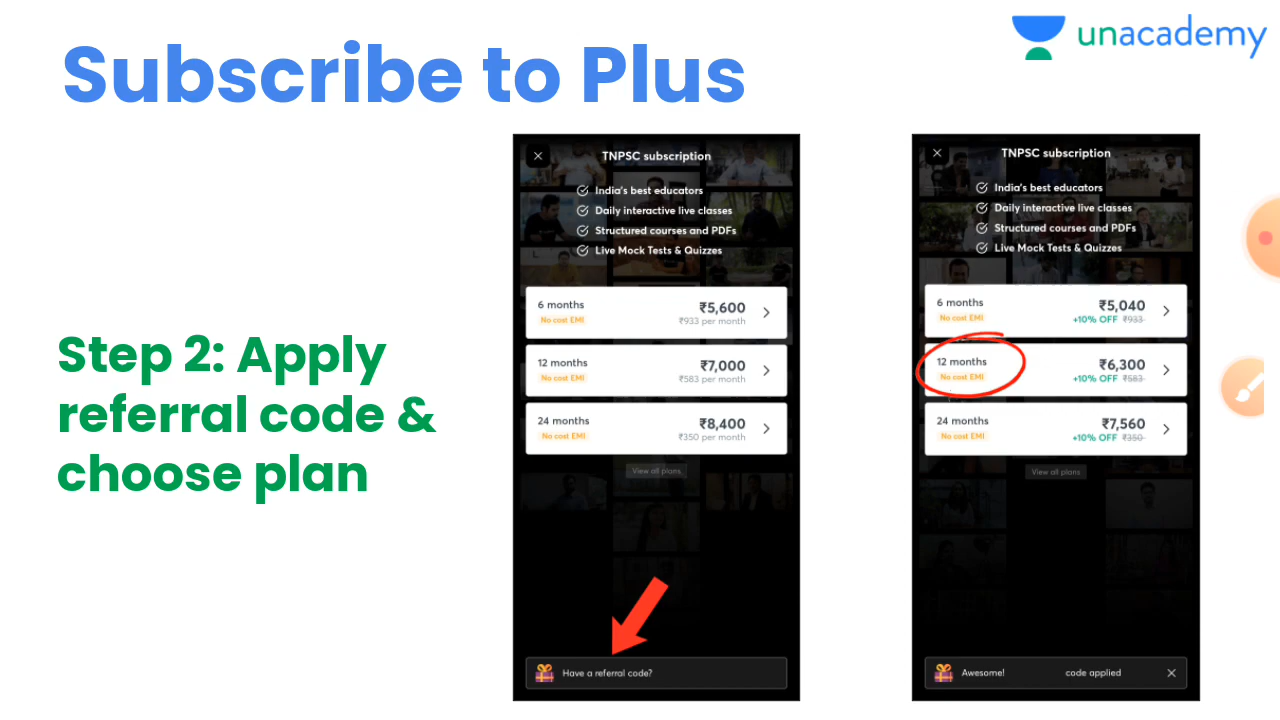 Subscribe to Plus
unacademy
Step 2: Apply
referral code &
choose plan
TNPSC subscription
India's best educators
Daily interactive live classes
Structured courses and PDFs
Live Mock Tests & Quizzes
6 months ₹5,600
No cost EMI ₹933 per month
12 months ₹7,000
No cost EMI ₹583 per month
24 months ₹8,400
No cost EMI ₹350 per month
View all plans
Have a referral code?
TNPSC subscription
India's best educators
Daily interactive live classes
Structured courses and PDFs
Live Mock Tests & Quizzes
6 months ₹5,040
No cost EMI +10% OFF ₹933
12 months ₹6,300
No cost EMI +10% OFF ₹583
24 months ₹7,560
No cost EMI +10% OFF ₹350
View all plans
Awesome! code applied